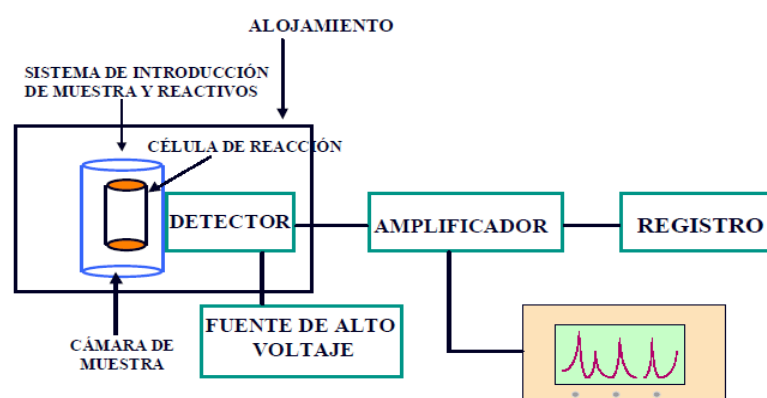 ALOJAMIENTO
SISTEMA DE INTRODUCCIÓN
DE MUESTRA Y REACTIVOS
CÉLULA DE REACCIÓN
DETECTOR
AMPLIFICADOR
REGISTRO
FUENTE DE ALTO
VOLTAJE
CÁMARA DE
MUESTRA